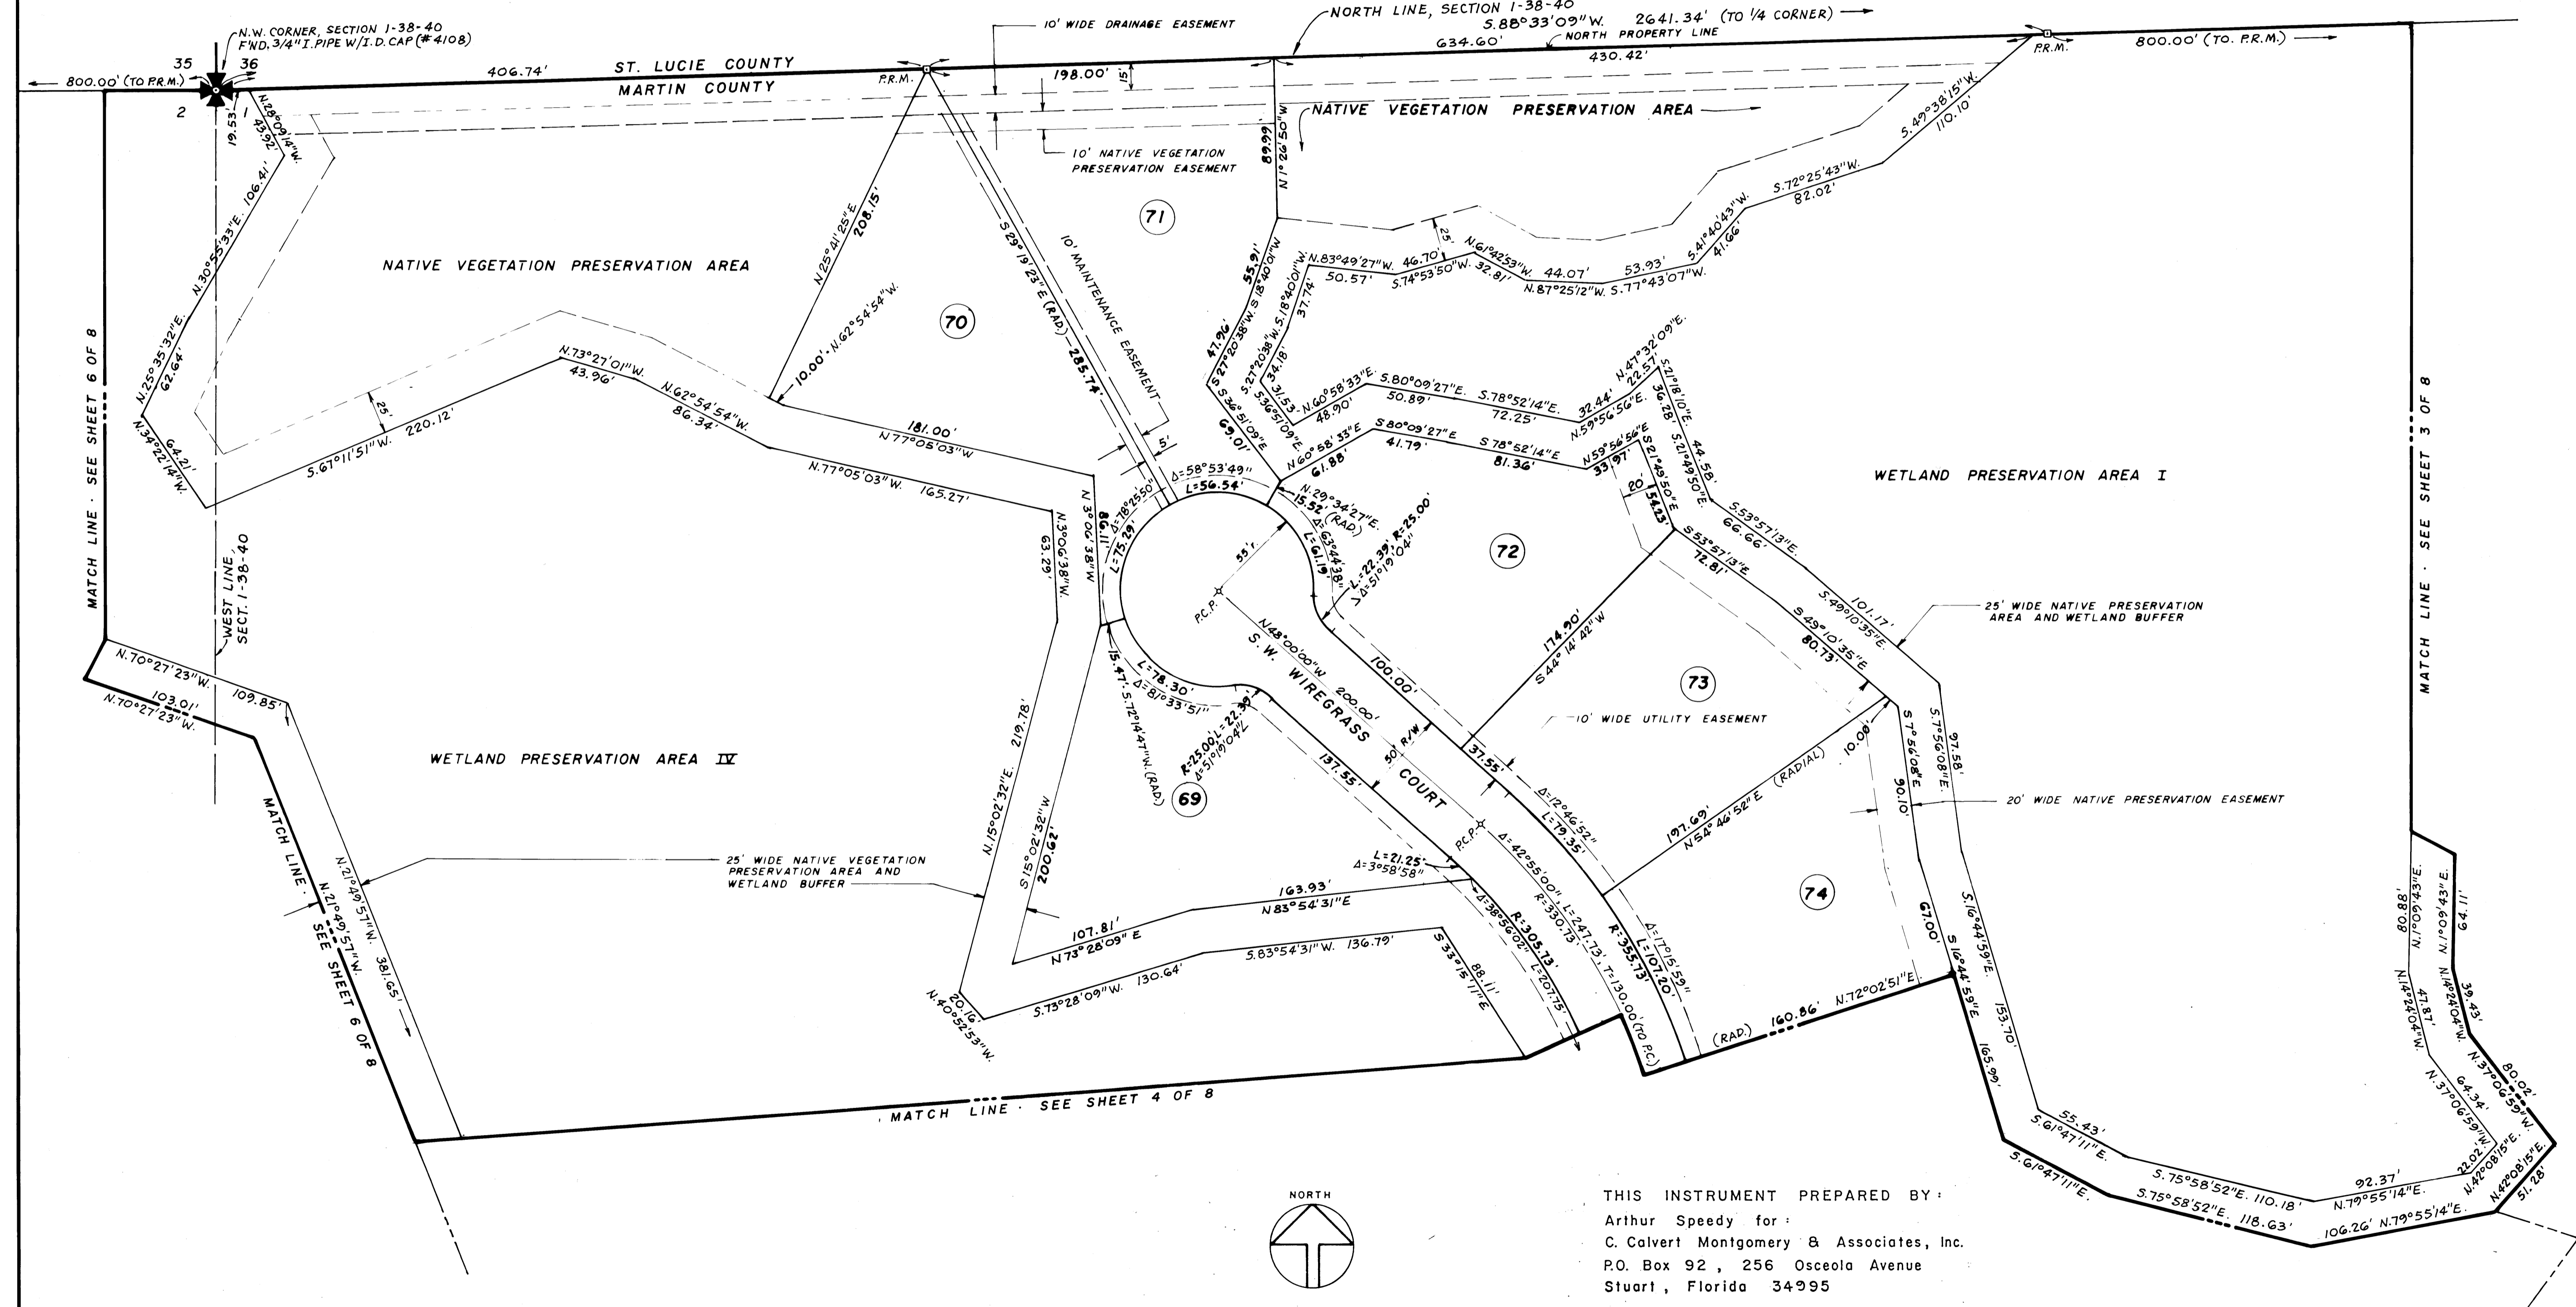 N.W. CORNER, SECTION 1-38-40
F'ND. 3/4" I.PIPE W/I.D. CAP (#4108)
10' WIDE DRAINAGE EASEMENT
NORTH LINE, SECTION 1-38-40
S.88°33'09"W. 2641.34' (TO 1/4 CORNER)
634.60'
NORTH PROPERTY LINE
35
36
2
1
800.00' (TO P.R.M.)
406.74'
ST. LUCIE COUNTY
MARTIN COUNTY
P.R.M.
198.00'
15'
430.42'
P.R.M.
800.00' (TO. P.R.M.)
19.53'
N.28°09'14"W.
43.92'
N.30°55'33"E. 106.41'
N.25°35'32"E.
62.64'
N.34°22'14"W.
64.21'
NATIVE VEGETATION PRESERVATION AREA
N.25°41'25"E
208.15'
70
10.00' - N.62°54'54"W.
S 29°19'23"E (RAD.) 285.74'
10' MAINTENANCE EASEMENT
71
10' NATIVE VEGETATION
PRESERVATION EASEMENT
89.99
N 1°26'50"W
NATIVE VEGETATION PRESERVATION AREA
S.49°38'15"W.
110.10'
S.72°25'43"W.
82.02'
S.41°40'43"W.
41.66'
53.93'
S.77°43'07"W.
44.07'
N.87°25'12"W.
N.61°42'53"W.
32.81'
25'
46.70'
S.74°53'50"W.
N.83°49'27"W.
50.57'
55.91'
S 18°40'01"W
S.18°40'01"W.
37.74'
47.96'
S 27°20'38"W.
S.27°20'38"W.
34.18'
S 36°51'09"E
69.01'
31.53'
S.36°51'09"E.
N.60°58'33"E.
48.90'
S.80°09'27"E.
50.89'
S.78°52'14"E.
72.25'
32.44'
N.59°56'56"E.
N.47°32'09"E.
22.57'
S.21°18'10"E.
36.28'
44.58'
S.21°49'50"E.
N60°58'33"E
61.88'
S 80°09'27"E
41.79'
S 78°52'14"E
81.36'
N59°56'56"E
33.97'
S21°49'50"E
54.23'
20'
S.53°57'13"E.
66.66'
S 53°57'13"E
72.81'
WETLAND PRESERVATION AREA I
MATCH LINE · SEE SHEET 6 OF 8
MATCH LINE · SEE SHEET 3 OF 8
WEST LINE,
SECT. 1-38-40
25'
S.67°11'51"W. 220.12'
N.73°27'01"W.
43.96'
N.62°54'54"W.
86.34'
181.00'
N77°05'03"W
N.77°05'03"W. 165.27'
N 3°06'38"W
86.11'
N.3°06'38"W.
63.29'
5'
Δ=58°53'49"
L=56.54'
Δ=78°25'50"
L=75.29'
N.29°34'27"E.
15.52' (RAD.)
Δ=63°44'38"
L=61.19'
L=22.39', R=25.00'
Δ=51°19'04"
55'r.
P.C.P.
72
73
174.90'
S 44°14'42"W
101.17'
S.49°10'35"E.
S 49°10'35"E
80.73'
25' WIDE NATIVE PRESERVATION
AREA AND WETLAND BUFFER
N48°00'00"W 200.00'
S. W. WIREGRASS COURT
50' R/W
100.00'
37.55'
137.55'
10' WIDE UTILITY EASEMENT
L=78.30'
Δ=81°33'51"
15.47'-S.72°14'47"W. (RAD.)
R=25.00', L=22.39'
Δ=51°19'04"
69
197.69'
N54°46'52"E (RADIAL)
10.00'
S 7°56'08"E
90.10'
97.58'
S.7°56'08"E.
20' WIDE NATIVE PRESERVATION EASEMENT
N.70°27'23"W. 109.85'
103.01'
N.70°27'23"W.
WETLAND PRESERVATION AREA IV
N.15°02'32"E. 219.78'
S15°02'32"W
200.62'
25' WIDE NATIVE VEGETATION
PRESERVATION AREA AND
WETLAND BUFFER
MATCH LINE · SEE SHEET 6 OF 8
N.21°49'57"W.
N.21°49'57"W. 381.65'
107.81'
N73°28'09"E
163.93'
N83°54'31"E
S.73°28'09"W. 130.64'
S.83°54'31"W. 136.79'
S 33°15'11"E
88.11'
20.16'
N.40°52'53"W.
L=21.25'
Δ=3°58'58"
P.C.P.
Δ=12°46'52"
L=79.35'
Δ=42°55'00", L=247.73'
R=330.73', T=130.00' (TO P.C.)
R=305.73'
Δ=38°56'02" L=207.75'
R=355.73'
Δ=17°15'59"
L=107.20'
74
(RAD.) 160.86' N.72°02'51"E.
67.00'
S 16°44'59"E
165.99'
S.16°44'59"E. 153.70'
55.43'
S.61°47'11"E.
S.61°47'11"E.
S.75°58'52"E. 110.18'
S.75°58'52"E. 118.63'
92.37'
N.79°55'14"E.
106.26' N.79°55'14"E.
22.02'
N.42°08'15"E.
N.42°08'15"E.
51.28'
80.88'
N.1°09'43"E.
N.1°09'43"E.
64.11'
N.14°24'04"W.
47.87'
N.14°24'04"W.
39.43'
64.34'
N.37°06'59"W.
N.37°06'59"W.
80.02'
MATCH LINE · SEE SHEET 4 OF 8
NORTH
THIS INSTRUMENT PREPARED BY:
Arthur Speedy for:
C. Calvert Montgomery & Associates, Inc.
P.O. Box 92, 256 Osceola Avenue
Stuart, Florida 34995